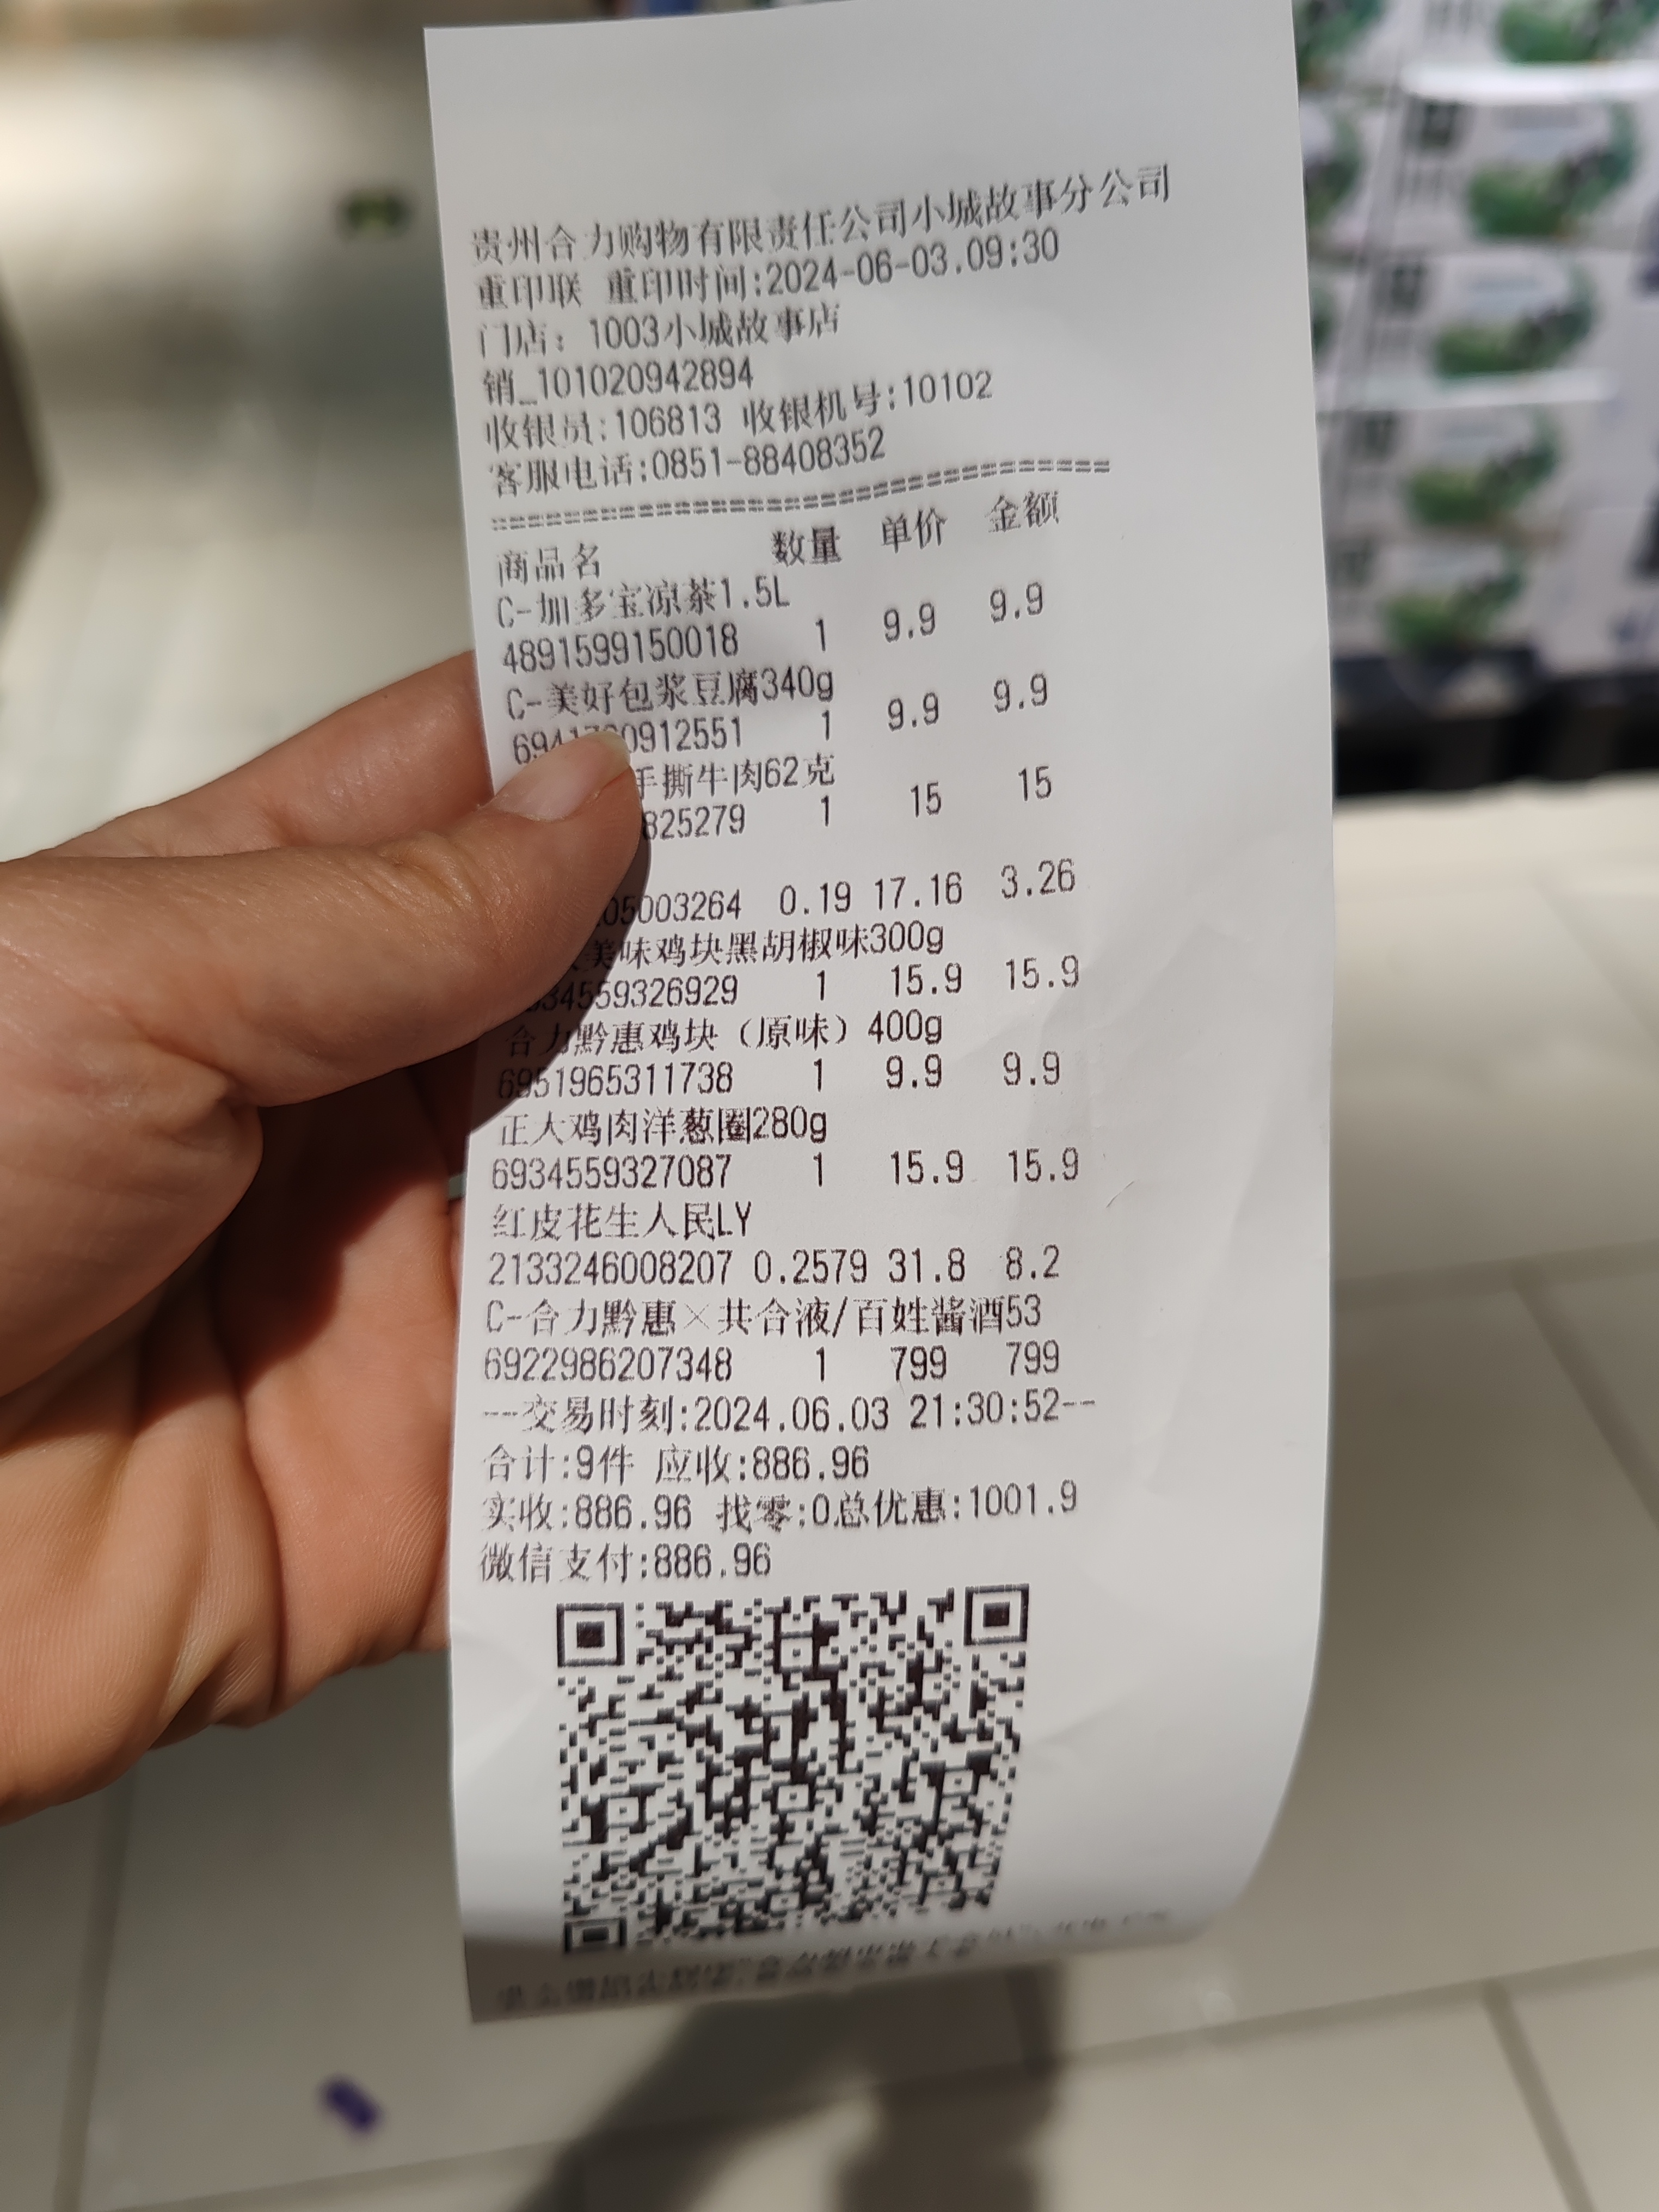 贵州合力购物有限责任公司小城故事分公司
重印联 重印时间:2024-06-03.09:30
门店: 1003小城故事店
销_101020942894
收银员:106813 收银机号:10102
客服电话:0851-88408352
==================================
商品名 数量 单价 金额
C-加多宝凉茶1.5L
4891599150018 1 9.9 9.9
C-美好包浆豆腐340g
0912551 1 9.9 9.9
手撕牛肉62克
825279 1 15 15
05003264 0.19 17.16 3.26
美味鸡块黑胡椒味300g
34559326929 1 15.9 15.9
合力黔惠鸡块（原味）400g
6951965311738 1 9.9 9.9
正大鸡肉洋葱圈280g
6934559327087 1 15.9 15.9
红皮花生人民LY
2133246008207 0.2579 31.8 8.2
C-合力黔惠×共合液/百姓酱酒53
6922986207348 1 799 799
--交易时刻:2024.06.03 21:30:52--
合计:9件 应收:886.96
实收:886.96 找零:0总优惠:1001.9
微信支付:886.96